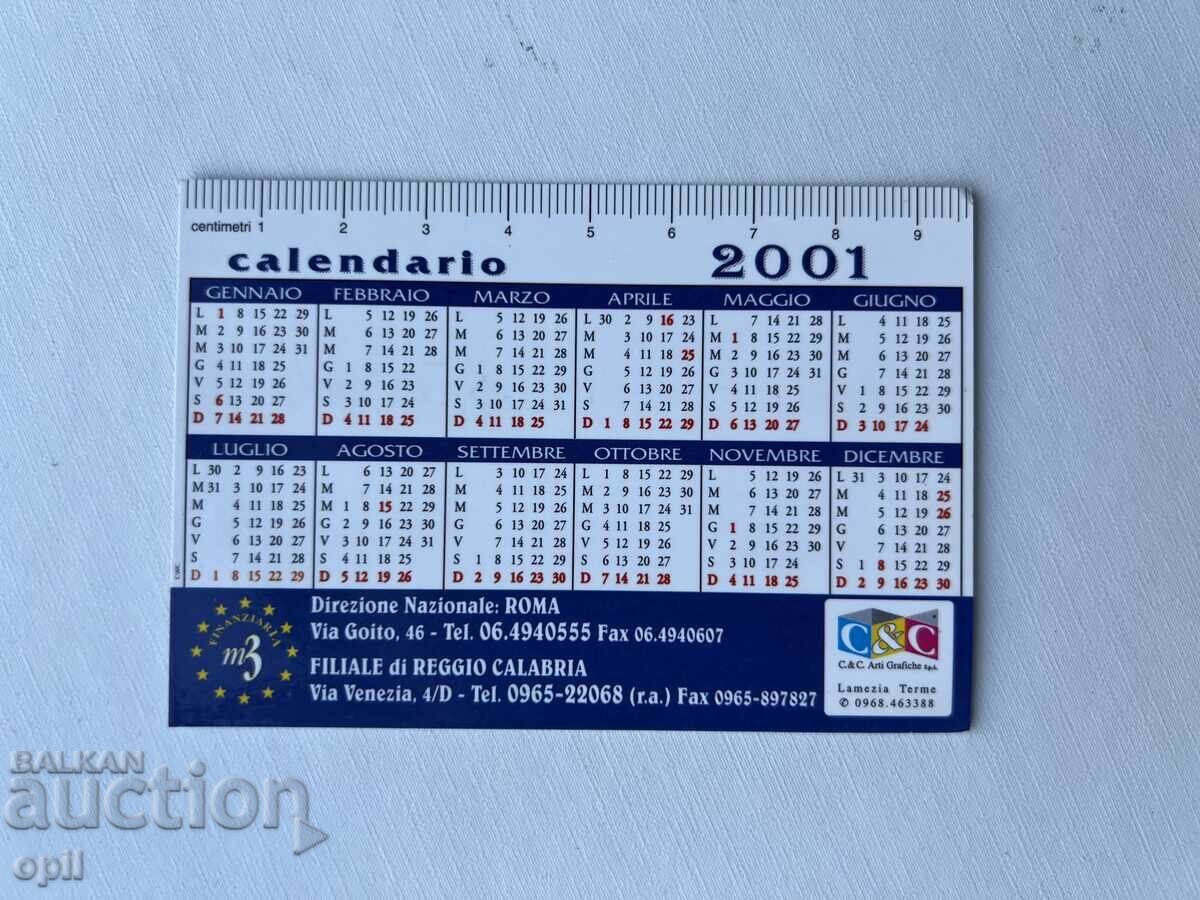 centimetri 1 2 3 4 5 6 7 8 9
calendario 2001
GENNAIO FEBBRAIO MARZO APRILE MAGGIO GIUGNO
L 1 8 15 22 29 L 5 12 19 26 L 5 12 19 26 L 30 2 9 16 23 L 7 14 21 28 L 4 11 18 25
M 2 9 16 23 30 M 6 13 20 27 M 6 13 20 27 M 3 10 17 24 M 1 8 15 22 29 M 5 12 19 26
M 3 10 17 24 31 M 7 14 21 28 M 7 14 21 28 M 4 11 18 25 M 2 9 16 23 30 M 6 13 20 27
G 4 11 18 25 G 1 8 15 22 G 1 8 15 22 29 G 5 12 19 26 G 3 10 17 24 31 G 7 14 21 28
V 5 12 19 26 V 2 9 16 23 V 2 9 16 23 30 V 6 13 20 27 V 4 11 18 25 V 1 8 15 22 29
S 6 13 20 27 S 3 10 17 24 S 3 10 17 24 31 S 7 14 21 28 S 5 12 19 26 S 2 9 16 23 30
D 7 14 21 28 D 4 11 18 25 D 4 11 18 25 D 1 8 15 22 29 D 6 13 20 27 D 3 10 17 24
LUGLIO AGOSTO SETTEMBRE OTTOBRE NOVEMBRE DICEMBRE
L 30 2 9 16 23 L 6 13 20 27 L 3 10 17 24 L 1 8 15 22 29 L 5 12 19 26 L 31 3 10 17 24
M 31 3 10 17 24 M 7 14 21 28 M 4 11 18 25 M 2 9 16 23 30 M 6 13 20 27 M 4 11 18 25
M 4 11 18 25 M 1 8 15 22 29 M 5 12 19 26 M 3 10 17 24 31 M 7 14 21 28 M 5 12 19 26
G 5 12 19 26 G 2 9 16 23 30 G 6 13 20 27 G 4 11 18 25 G 1 8 15 22 29 G 6 13 20 27
V 6 13 20 27 V 3 10 17 24 31 V 7 14 21 28 V 5 12 19 26 V 2 9 16 23 30 V 7 14 21 28
S 7 14 21 28 S 4 11 18 25 S 1 8 15 22 29 S 6 13 20 27 S 3 10 17 24 S 1 8 15 22 29
D 1 8 15 22 29 D 5 12 19 26 D 2 9 16 23 30 D 7 14 21 28 D 4 11 18 25 D 2 9 16 23 30
FINANZIARIA
m3
Direzione Nazionale: ROMA
Via Goito, 46 - Tel. 06.4940555 Fax 06.4940607
FILIALE di REGGIO CALABRIA
Via Venezia, 4/D - Tel. 0965-22068 (r.a.) Fax 0965-897827
C&C
C.&C. Arti Grafiche s.p.a.
Lamezia Terme
✆ 0968.463388
BALKAN
auction
opil